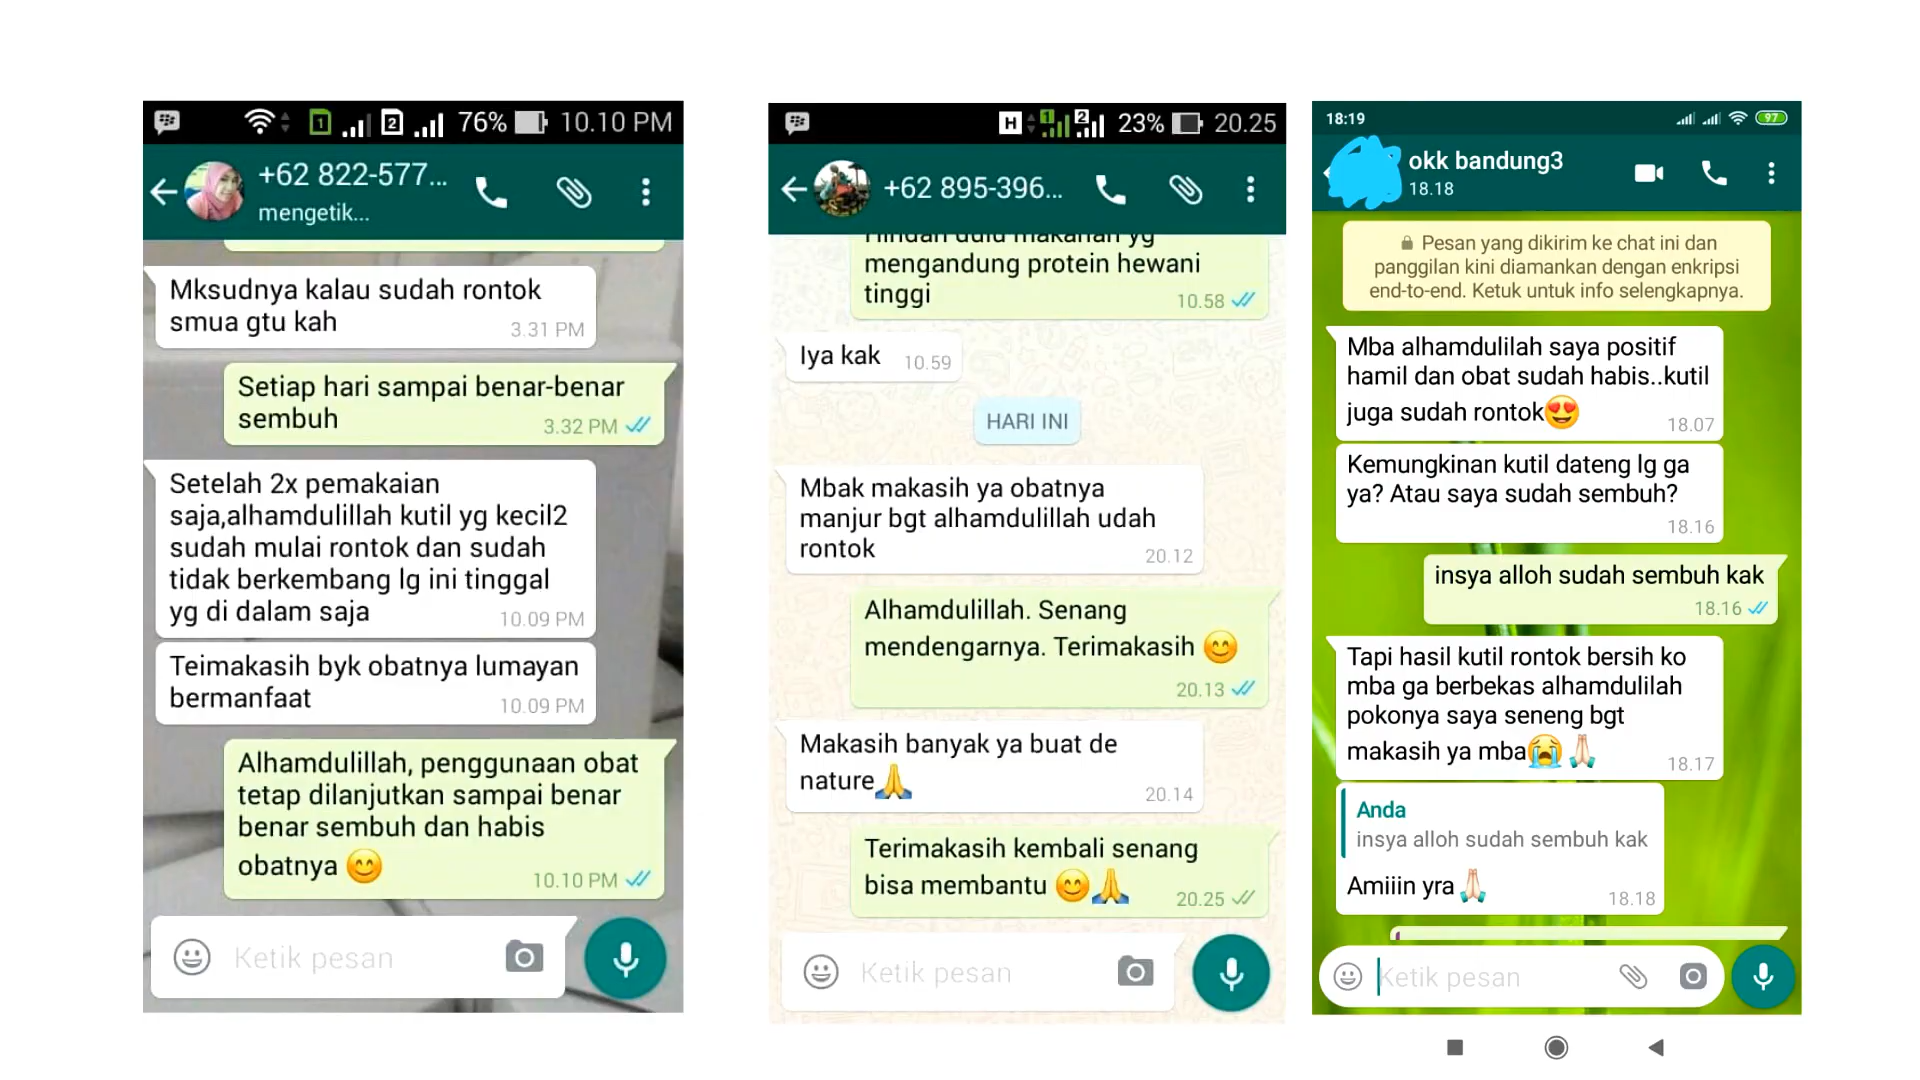 76% 10.10 PM
+62 822-577...
mengetik...
Mksudnya kalau sudah rontok
smua gtu kah
3.31 PM
Setiap hari sampai benar-benar
sembuh
3.32 PM
Setelah 2x pemakaian
saja,alhamdulillah kutil yg kecil2
sudah mulai rontok dan sudah
tidak berkembang lg ini tinggal
yg di dalam saja
10.09 PM
Teimakasih byk obatnya lumayan
bermanfaat
10.09 PM
Alhamdulillah, penggunaan obat
tetap dilanjutkan sampai benar
benar sembuh dan habis
obatnya 😊
10.10 PM
Ketik pesan
H 1 2 23% 20.25
+62 895-396...
Hindari dulu makanan yg
mengandung protein hewani
tinggi
10.58
Iya kak
10.59
HARI INI
Mbak makasih ya obatnya
manjur bgt alhamdulillah udah
rontok
20.12
Alhamdulillah. Senang
mendengarnya. Terimakasih 😊
20.13
Makasih banyak ya buat de
nature🙏
20.14
Terimakasih kembali senang
bisa membantu 😊🙏
20.25
Ketik pesan
18:19 97
okk bandung3
18.18
Pesan yang dikirim ke chat ini dan
panggilan kini diamankan dengan enkripsi
end-to-end. Ketuk untuk info selengkapnya.
Mba alhamdulilah saya positif
hamil dan obat sudah habis..kutil
juga sudah rontok😍
18.07
Kemungkinan kutil dateng lg ga
ya? Atau saya sudah sembuh?
18.16
insya alloh sudah sembuh kak
18.16
Tapi hasil kutil rontok bersih ko
mba ga berbekas alhamdulilah
pokonya saya seneng bgt
makasih ya mba😭🙏🏻
18.17
Anda
insya alloh sudah sembuh kak
Amiiin yra🙏🏻
18.18
Ketik pesan